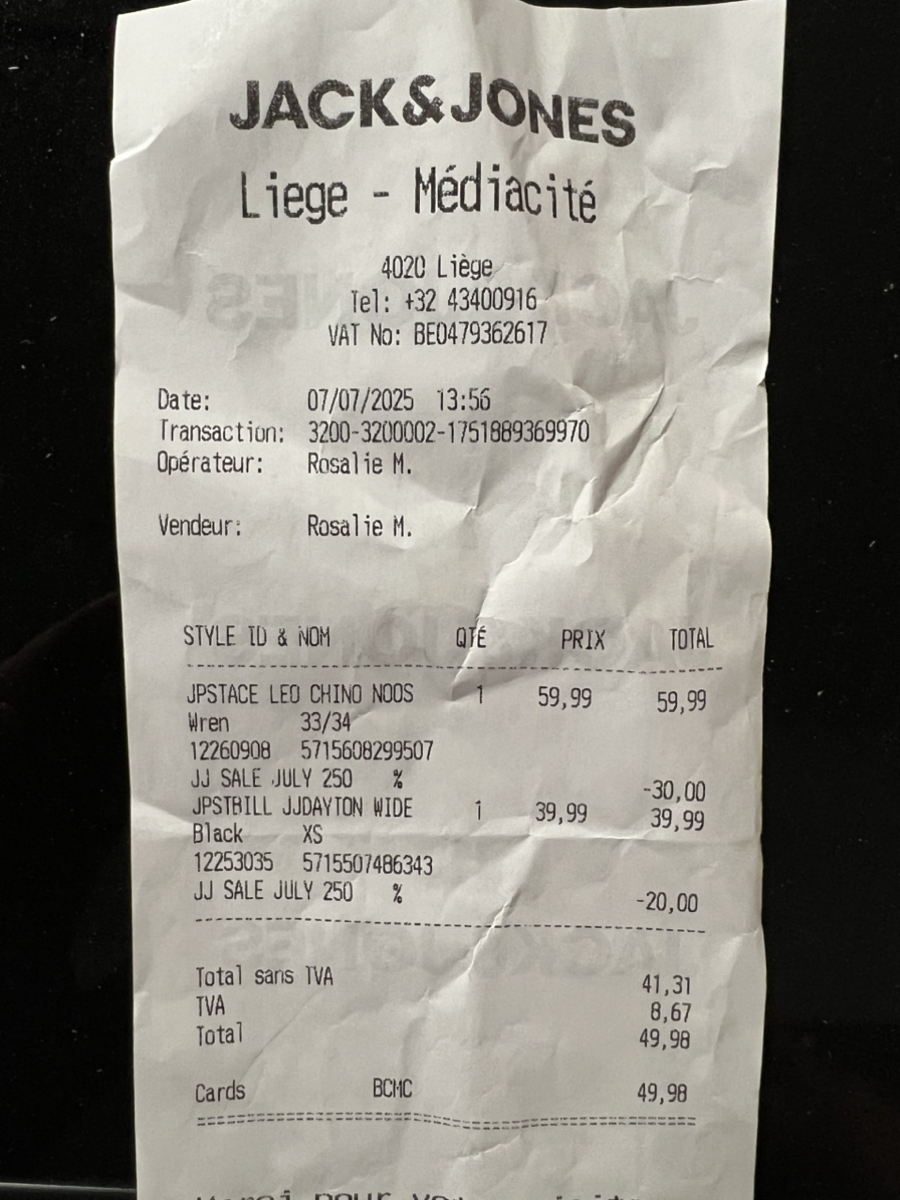 JACK&JONES
Liege - Médiacité
4020 Liège
Tel: +32 43400916
VAT No: BE0479362617
Date: 07/07/2025 13:56
Transaction: 3200-3200002-1751889369970
Opérateur: Rosalie M.
Vendeur: Rosalie M.
STYLE ID & NOM QTÉ PRIX TOTAL
JPSTACE LEO CHINO NOOS 1 59,99 59,99
Wren 33/34
12260908 5715608299507
JJ SALE JULY 250 % -30,00
JPSTBILL JJDAYTON WIDE 1 39,99 39,99
Black XS
12253035 5715507486343
JJ SALE JULY 250 % -20,00
Total sans TVA 41,31
TVA 8,67
Total 49,98
Cards BCMC 49,98
pour